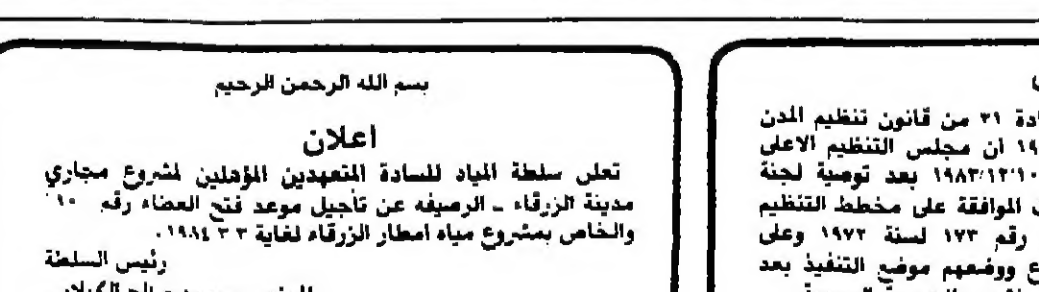 بسم الله الرحمن الرحيم
اعلان
تعلن سلطة المياه للسادة المتعهدين المؤهلين لمشروع مجاري
مدينة الزرقاء ـ الرصيفه عن تأجيل موعد فتح العضاء رقم ١٠
والخاص بمشروع مياه امطار الزرقاء لغاية ٣ ٣ ١٩٨٤.
رئيس السلطة
ادة ٣١ من قانون تنظيم المدن
١٩ ان مجلس التنظيم الاعلى
١٩٨٣/١٢/١٠ بعد توصية لجنة
الموافقة على مخطط التنظيم
رقم ١٧٣ لسنة ١٩٧٢ وعلى
ع ووضعهم موضع التنفيذ بعد